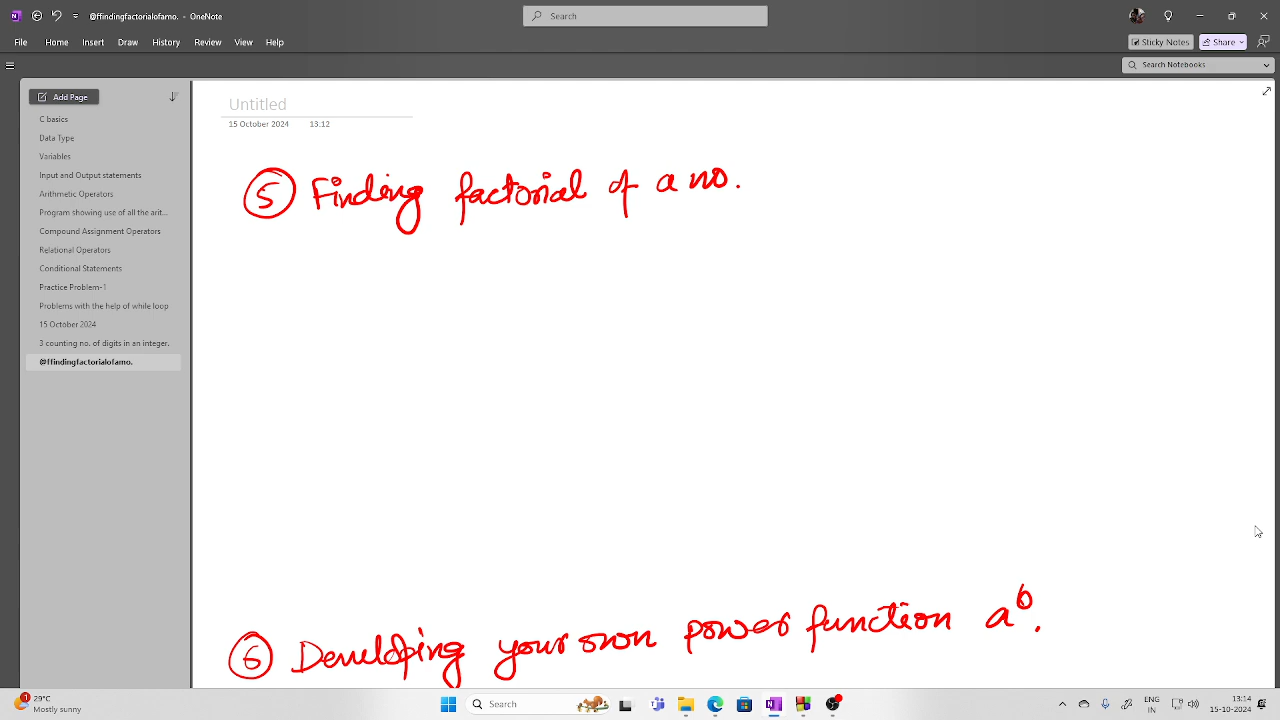 @ffindingfactorialofamo. - OneNote
Search
File Home Insert Draw History Review View Help
Sticky Notes
Share
Search Notebooks
Add Page
C basics
Data Type
Variables
Input and Output statements
Arithmetic Operators
Program showing use of all the arit...
Compound Assignment Operators
Relational Operators
Conditional Statements
Practice Problem-1
Problems with the help of while loop
15 October 2024
3 counting no. of digits in an integer.
@ffindingfactorialofamo.
Untitled
15 October 2024 13:12
5 Finding factorial of a no.
6 Developing your own power function a^b.
1
29°C
Mostly sunny
Search
ENG
IN
13:14
15-10-2024